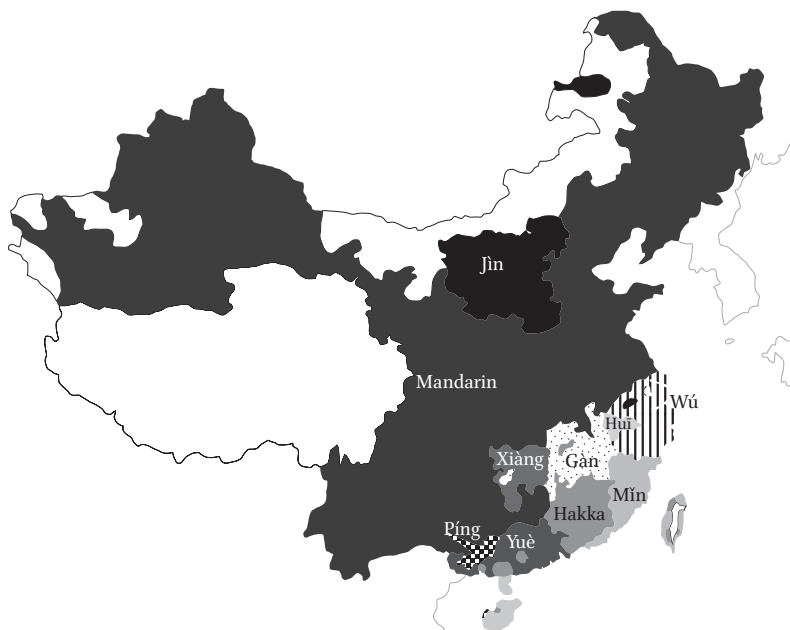 Jìn
Mandarin
Wú
Huī
Xiàng
Gàn
Mǐn
Hakka
Píng
Yuè